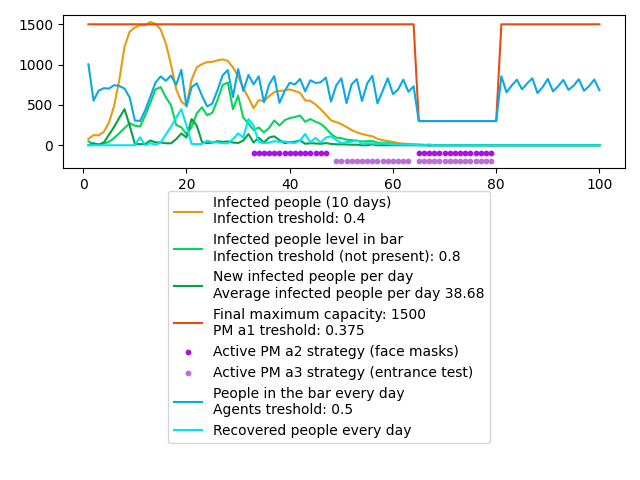 1500
1000
500
0
0 20 40 60 80 100
Infected people (10 days)
Infection treshold: 0.4
Infected people level in bar
Infection treshold (not present): 0.8
New infected people per day
Average infected people per day 38.68
Final maximum capacity: 1500
PM a1 treshold: 0.375
Active PM a2 strategy (face masks)
Active PM a3 strategy (entrance test)
People in the bar every day
Agents treshold: 0.5
Recovered people every day